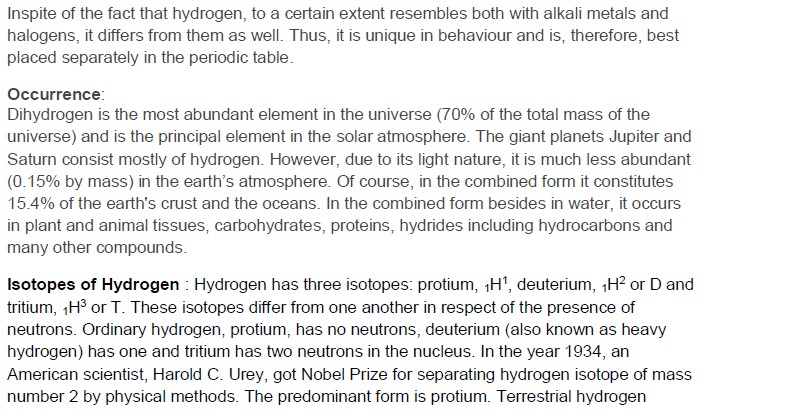 Inspite of the fact that hydrogen, to a certain extent resembles both with alkali metals and
halogens, it differs from them as well. Thus, it is unique in behaviour and is, therefore, best
placed separately in the periodic table.
Occurrence:
Dihydrogen is the most abundant element in the universe (70% of the total mass of the
universe) and is the principal element in the solar atmosphere. The giant planets Jupiter and
Saturn consist mostly of hydrogen. However, due to its light nature, it is much less abundant
(0.15% by mass) in the earth’s atmosphere. Of course, in the combined form it constitutes
15.4% of the earth's crust and the oceans. In the combined form besides in water, it occurs
in plant and animal tissues, carbohydrates, proteins, hydrides including hydrocarbons and
many other compounds.
Isotopes of Hydrogen : Hydrogen has three isotopes: protium, ₁H¹, deuterium, ₁H² or D and
tritium, ₁H³ or T. These isotopes differ from one another in respect of the presence of
neutrons. Ordinary hydrogen, protium, has no neutrons, deuterium (also known as heavy
hydrogen) has one and tritium has two neutrons in the nucleus. In the year 1934, an
American scientist, Harold C. Urey, got Nobel Prize for separating hydrogen isotope of mass
number 2 by physical methods. The predominant form is protium. Terrestrial hydrogen